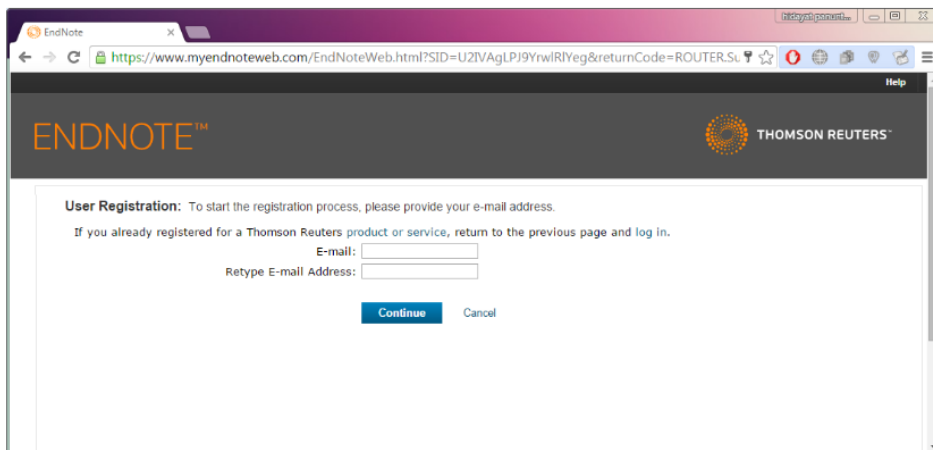 EndNote
https://www.myendnoteweb.com/EndNoteWeb.html?SID=U2lVAgLPJ9YrwlRlYeg&returnCode=ROUTER.Su
Help
ENDNOTE™
THOMSON REUTERS™
User Registration: To start the registration process, please provide your e-mail address.
If you already registered for a Thomson Reuters product or service, return to the previous page and log in.
E-mail:
Retype E-mail Address:
Continue Cancel